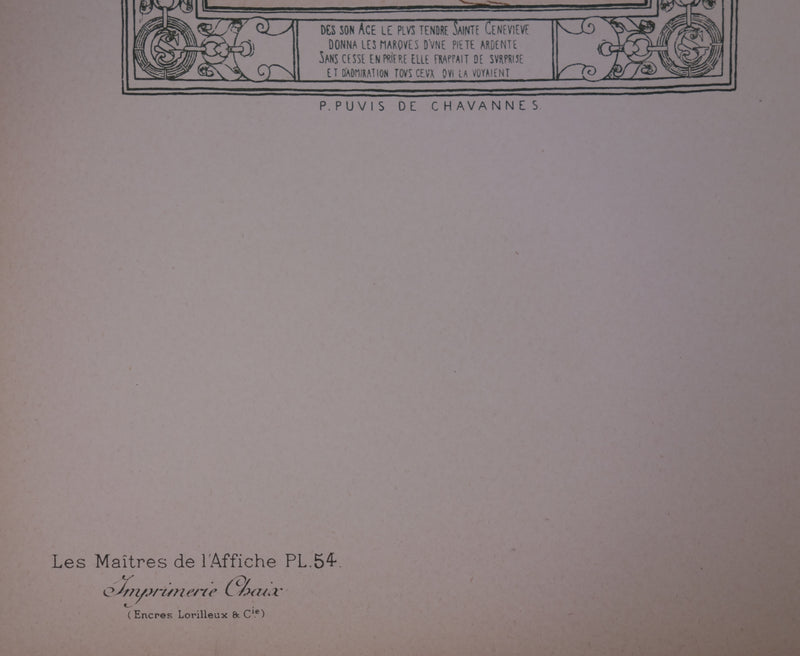 DES SON AGE LE PLVS TENDRE SAINTE GENEVIEVE
DONNA LES MARQVES D'VNE PIETE ARDENTE
SANS CESSE EN PRIERE ELLE FRAPPAIT DE SVRPRISE
ET D'ADMIRATION TOVS CEVX QVI LA VOYAIENT
P. PUVIS DE CHAVANNES.
Les Maîtres de l'Affiche PL.54.
Imprimerie Chaix
(Encres Lorilleux & Cie)